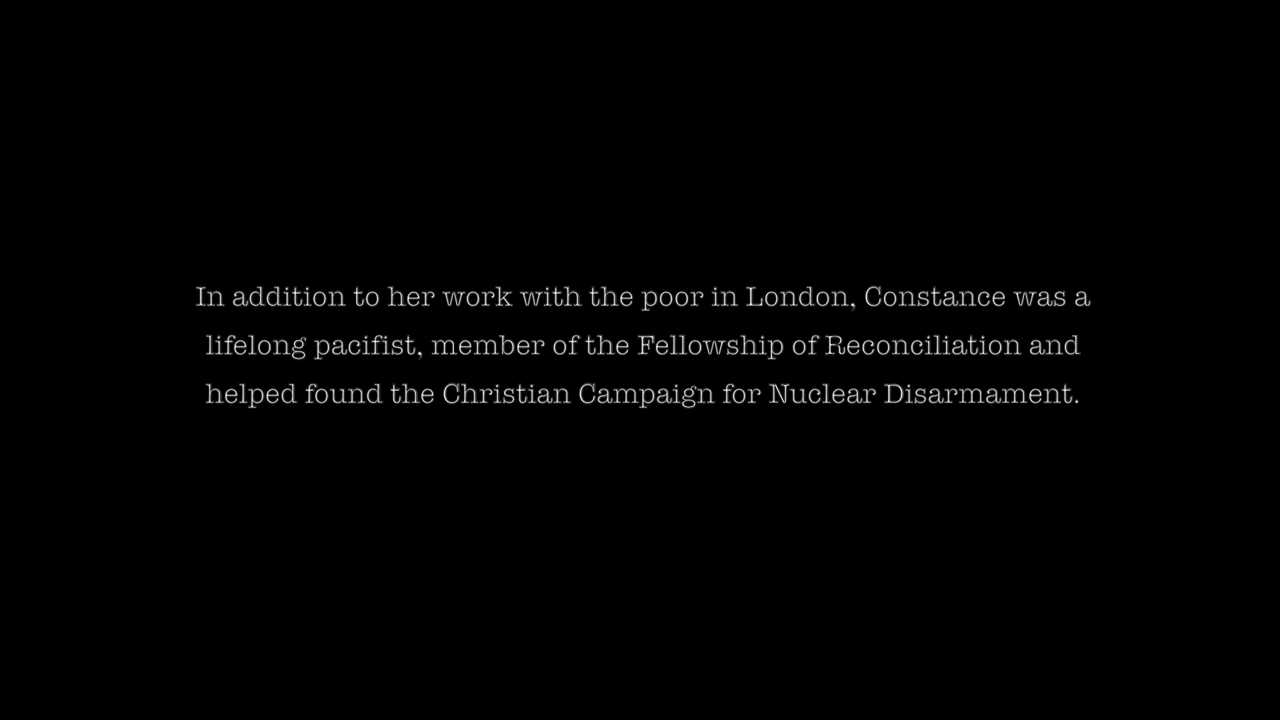 In addition to her work with the poor in London, Constance was a
lifelong pacifist, member of the Fellowship of Reconciliation and
helped found the Christian Campaign for Nuclear Disarmament.